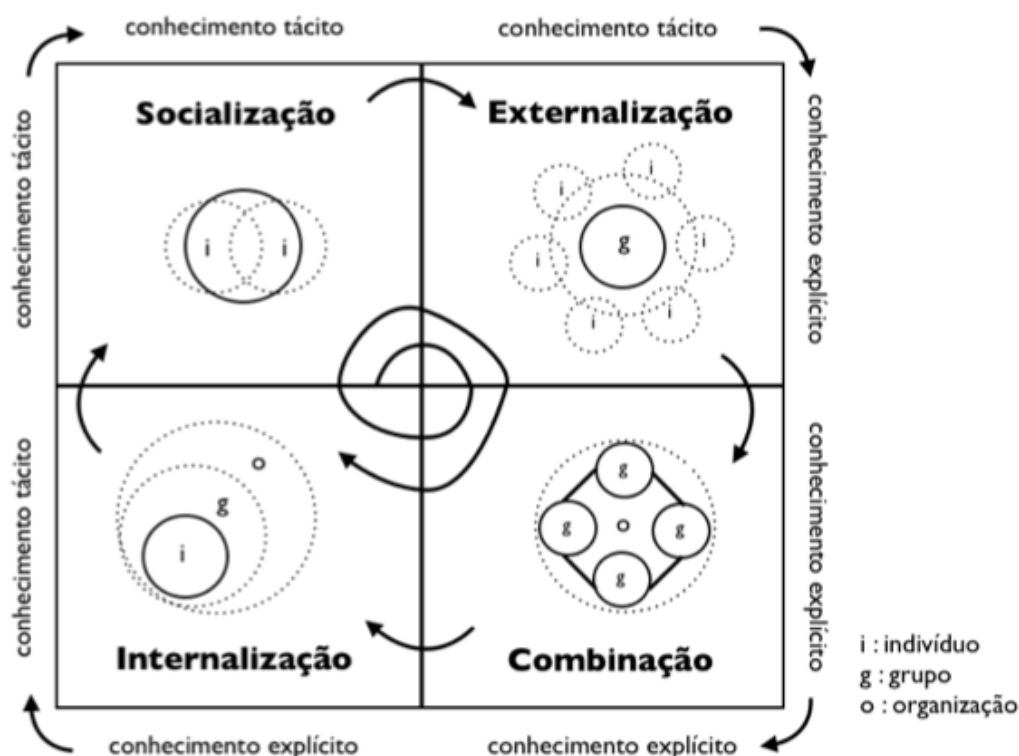 conhecimento tácito
conhecimento tácito
Socialização
Externalização
conhecimento tácito
conhecimento explícito
i
i
i
i
i
i
i
i
g
conhecimento tácito
conhecimento explícito
o
g
i
g
g
o
g
g
Internalização
Combinação
i : indivíduo
g : grupo
o : organização
conhecimento explícito
conhecimento explícito